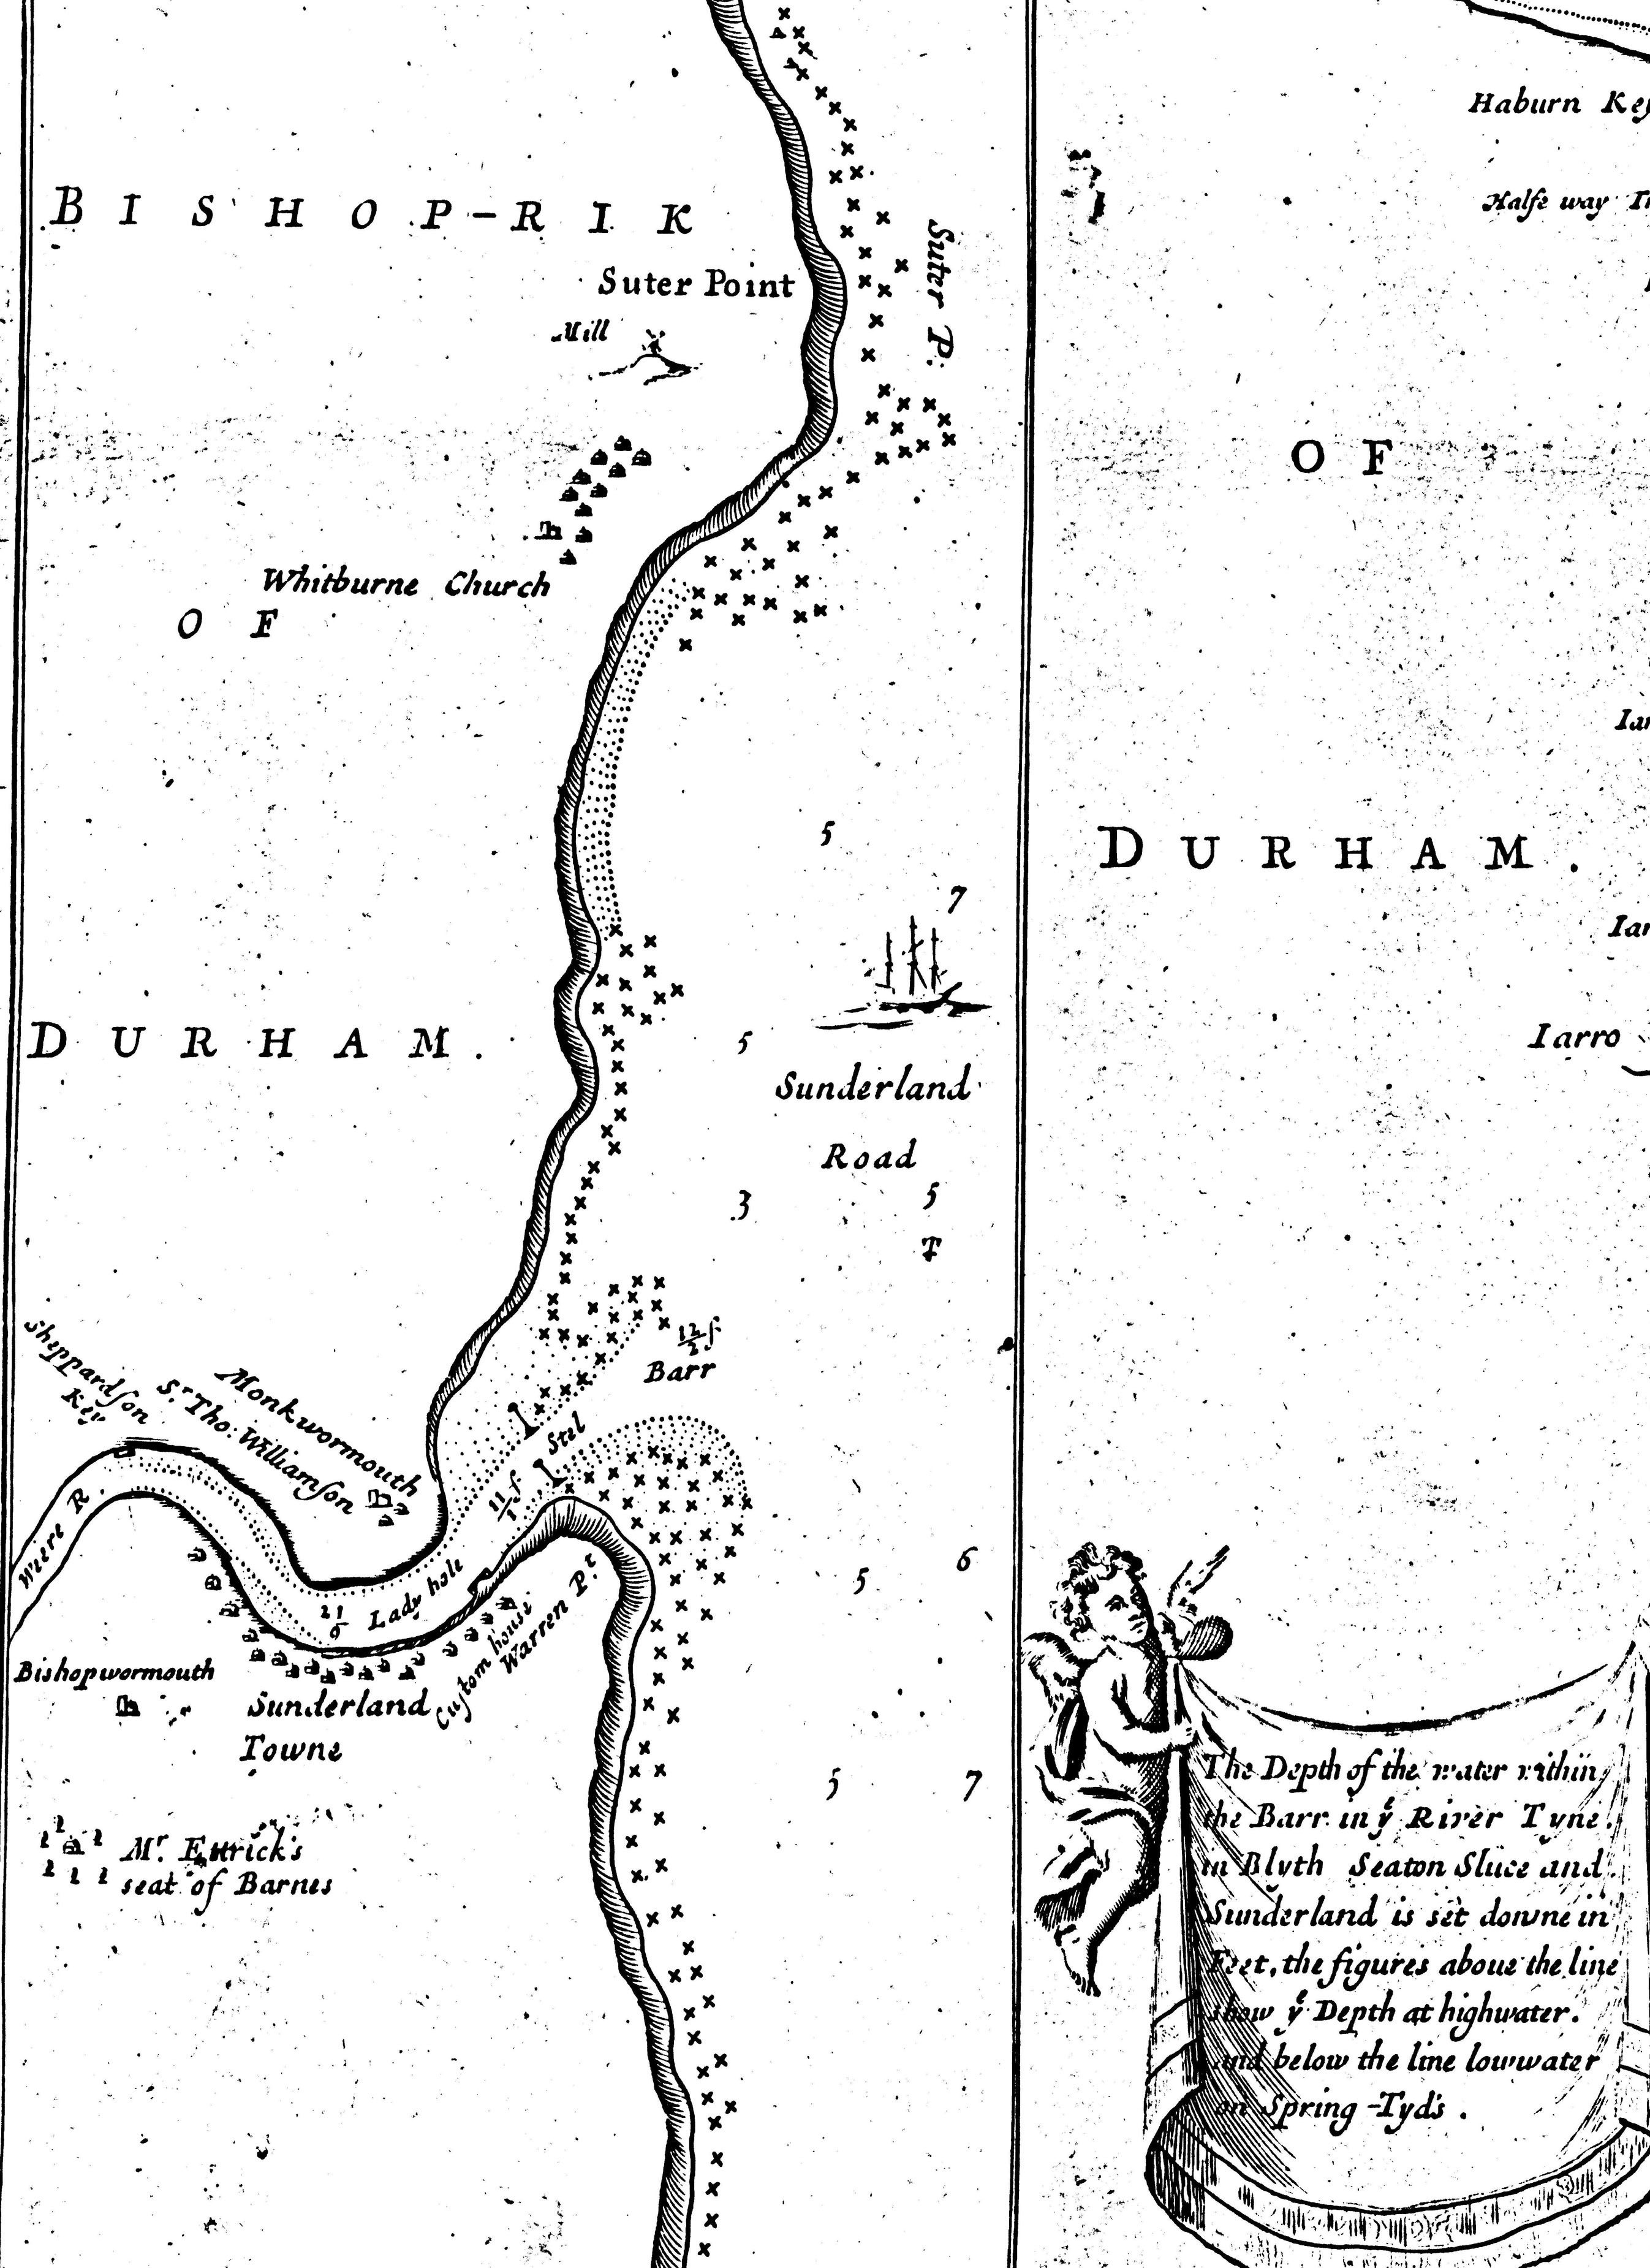 Haburn
BISHOP-RIK
Halfe way
Suter P.
Suter Point
Mill
OF
Whitburne Church
OF
5
DURHAM.
7
DURHAM.
5
Iarro
Sunderland
Road
3
5
12/2 f
Barr
Sheppardſon
Key
Monkwormouth
Sr. Tho: Williamſon
Stel
11/1 f
Were R.
Lady hole
21/6
5
6
Custom house
Warren Pt.
Bishopwormouth
Sunderland
Towne
5
7
Mr. Ettrick's
seat of Barnes
The Depth of the water within
the Barr in ye River Tyne.
in Blyth Seaton Sluce and
Sunderland is set downe in
Feet, the figures aboue the line
show ye Depth at highwater.
and below the line lowwater
on Spring-Tyds.